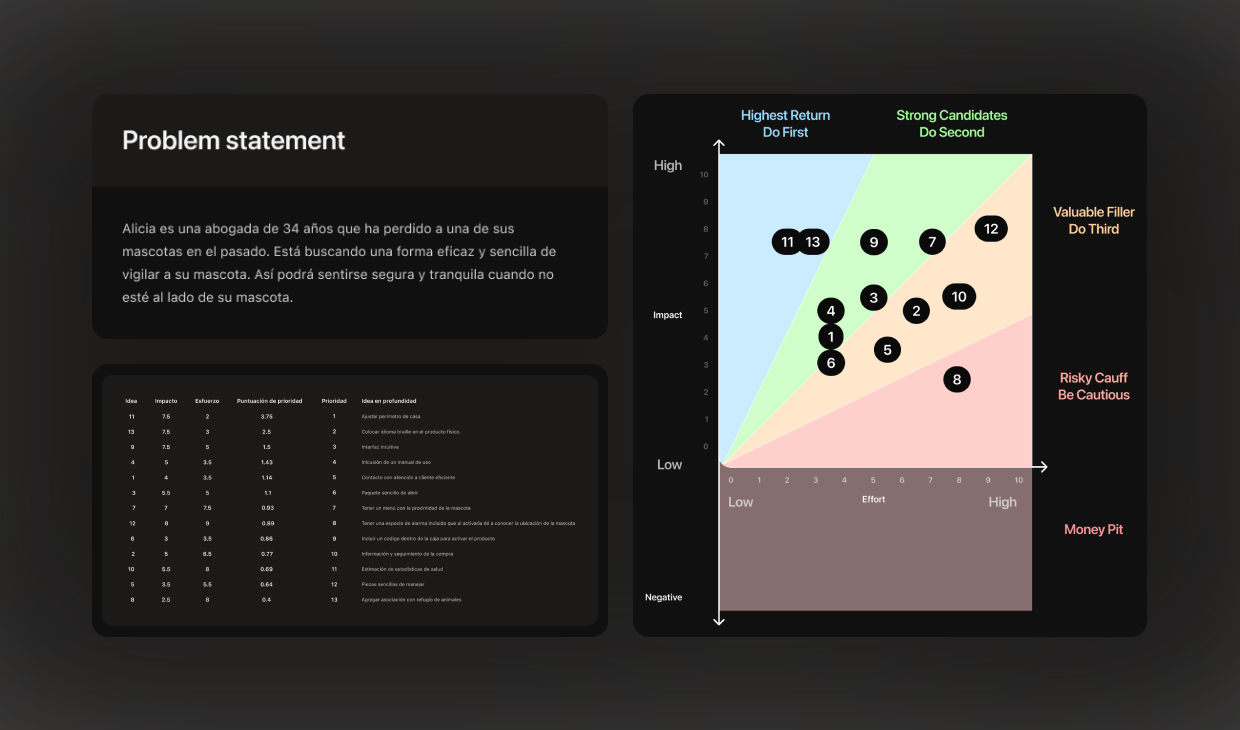 Problem statement
Alicia es una abogada de 34 años que ha perdido a una de sus
mascotas en el pasado. Está buscando una forma eficaz y sencilla de
vigilar a su mascota. Así podrá sentirse segura y tranquila cuando no
esté al lado de su mascota.
Idea Impacto Esfuerzo Puntuación de prioridad Prioridad Idea en profundidad
11 7.5 2 3.75 1 Ajustar perímetro de casa
13 7.5 3 2.5 2 Colocar idioma braille en el producto físico
9 7.5 5 1.5 3 Interfaz intuitiva
4 5 3.5 1.43 4 Inlcusión de un manual de uso
1 4 3.5 1.14 5 Contacto con atención a cliente eficiente
3 5.5 5 1.1 6 Paquete sencillo de abrir
7 7 7.5 0.93 7 Tener un menú con la proximidad de la mascota
12 8 9 0.89 8 Tener una especie de alarma incluido que al activarla dé a conocer la ubicación de la mascota
6 3 3.5 0.86 9 Incluir un codigo dentro de la caja para activar el producto
2 5 6.5 0.77 10 Información y seguimiento de la compra
10 5.5 8 0.69 11 Estimación de estadísticas de salud
5 3.5 5.5 0.64 12 Piezas sencillas de manejar
8 2.5 8 0.4 13 Agregar asociación con refugio de animales
Highest Return
Do First
Strong Candidates
Do Second
High
10
9
8
7
6
5
4
3
2
1
0
Impact
Low
Negative
11 13 9 7 12
3 10
4 2
1
5
6
8
0 1 2 3 4 5 6 7 8 9 10
Low Effort High
Valuable Filler
Do Third
Risky Cauff
Be Cautious
Money Pit